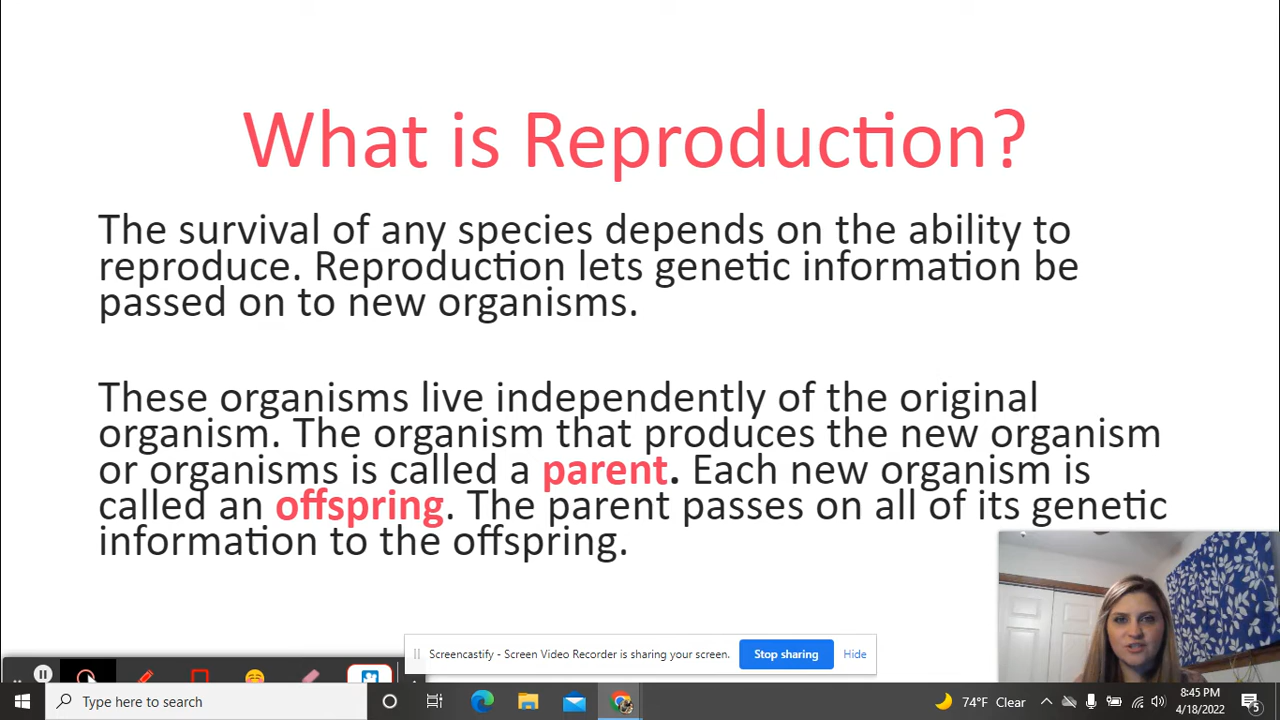 What is Reproduction?
The survival of any species depends on the ability to
reproduce. Reproduction lets genetic information be
passed on to new organisms.
These organisms live independently of the original
organism. The organism that produces the new organism
or organisms is called a parent. Each new organism is
called an offspring. The parent passes on all of its genetic
information to the offspring.
Screencastify - Screen Video Recorder is sharing your screen.
Stop sharing
Hide
Type here to search
74°F Clear
8:45 PM
4/18/2022
5